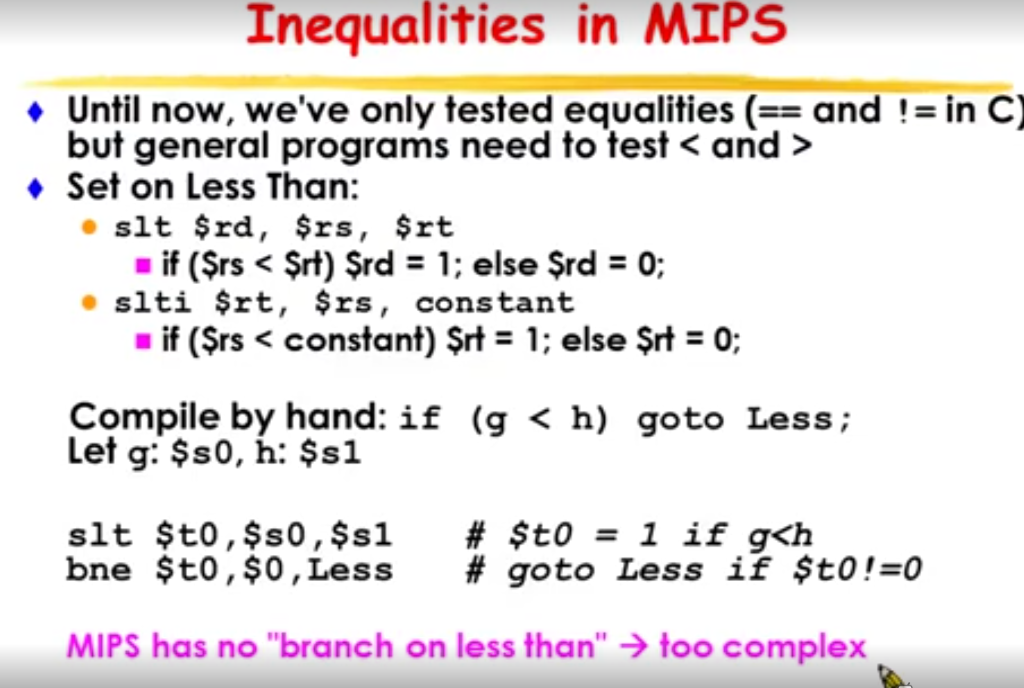 Inequalities in MIPS
Until now, we've only tested equalities (== and != in C)
but general programs need to test < and >
Set on Less Than:
slt $rd, $rs, $rt
if ($rs < $rt) $rd = 1; else $rd = 0;
slti $rt, $rs, constant
if ($rs < constant) $rt = 1; else $rt = 0;
Compile by hand: if (g < h) goto Less;
Let g: $s0, h: $s1
slt $t0,$s0,$s1 # $t0 = 1 if g<h
bne $t0,$0,Less # goto Less if $t0!=0
MIPS has no "branch on less than" → too complex